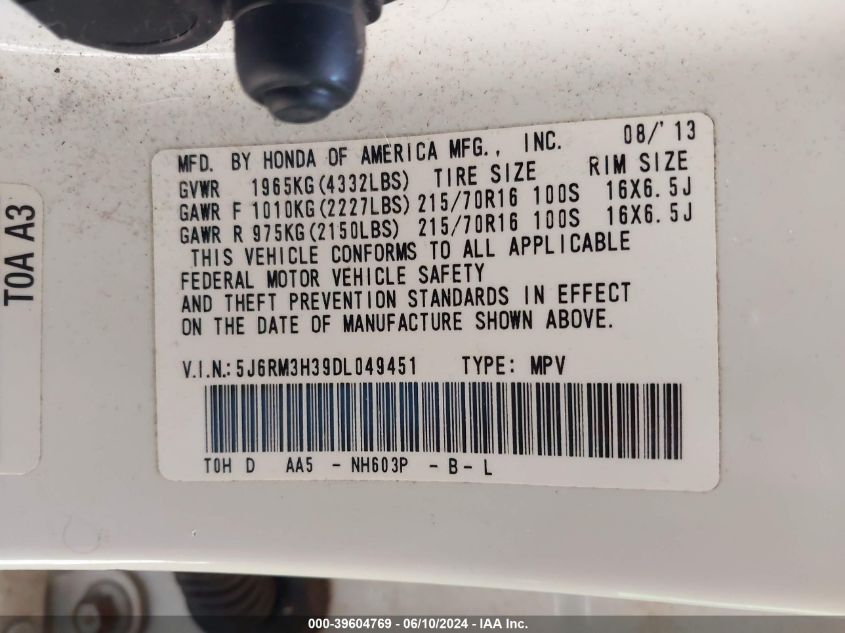 MFD. BY HONDA OF AMERICA MFG., INC. 08/'13
GVWR 1965KG(4332LBS) TIRE SIZE RIM SIZE
GAWR F 1010KG(2227LBS) 215/70R16 100S 16X6.5J
GAWR R 975KG(2150LBS) 215/70R16 100S 16X6.5J
THIS VEHICLE CONFORMS TO ALL APPLICABLE
FEDERAL MOTOR VEHICLE SAFETY
AND THEFT PREVENTION STANDARDS IN EFFECT
ON THE DATE OF MANUFACTURE SHOWN ABOVE.
V.I.N.: 5J6RM3H39DL049451 TYPE: MPV
T0H D AA5 - NH603P - B - L
T0A A3
000-39604769 - 06/10/2024 - IAA Inc.